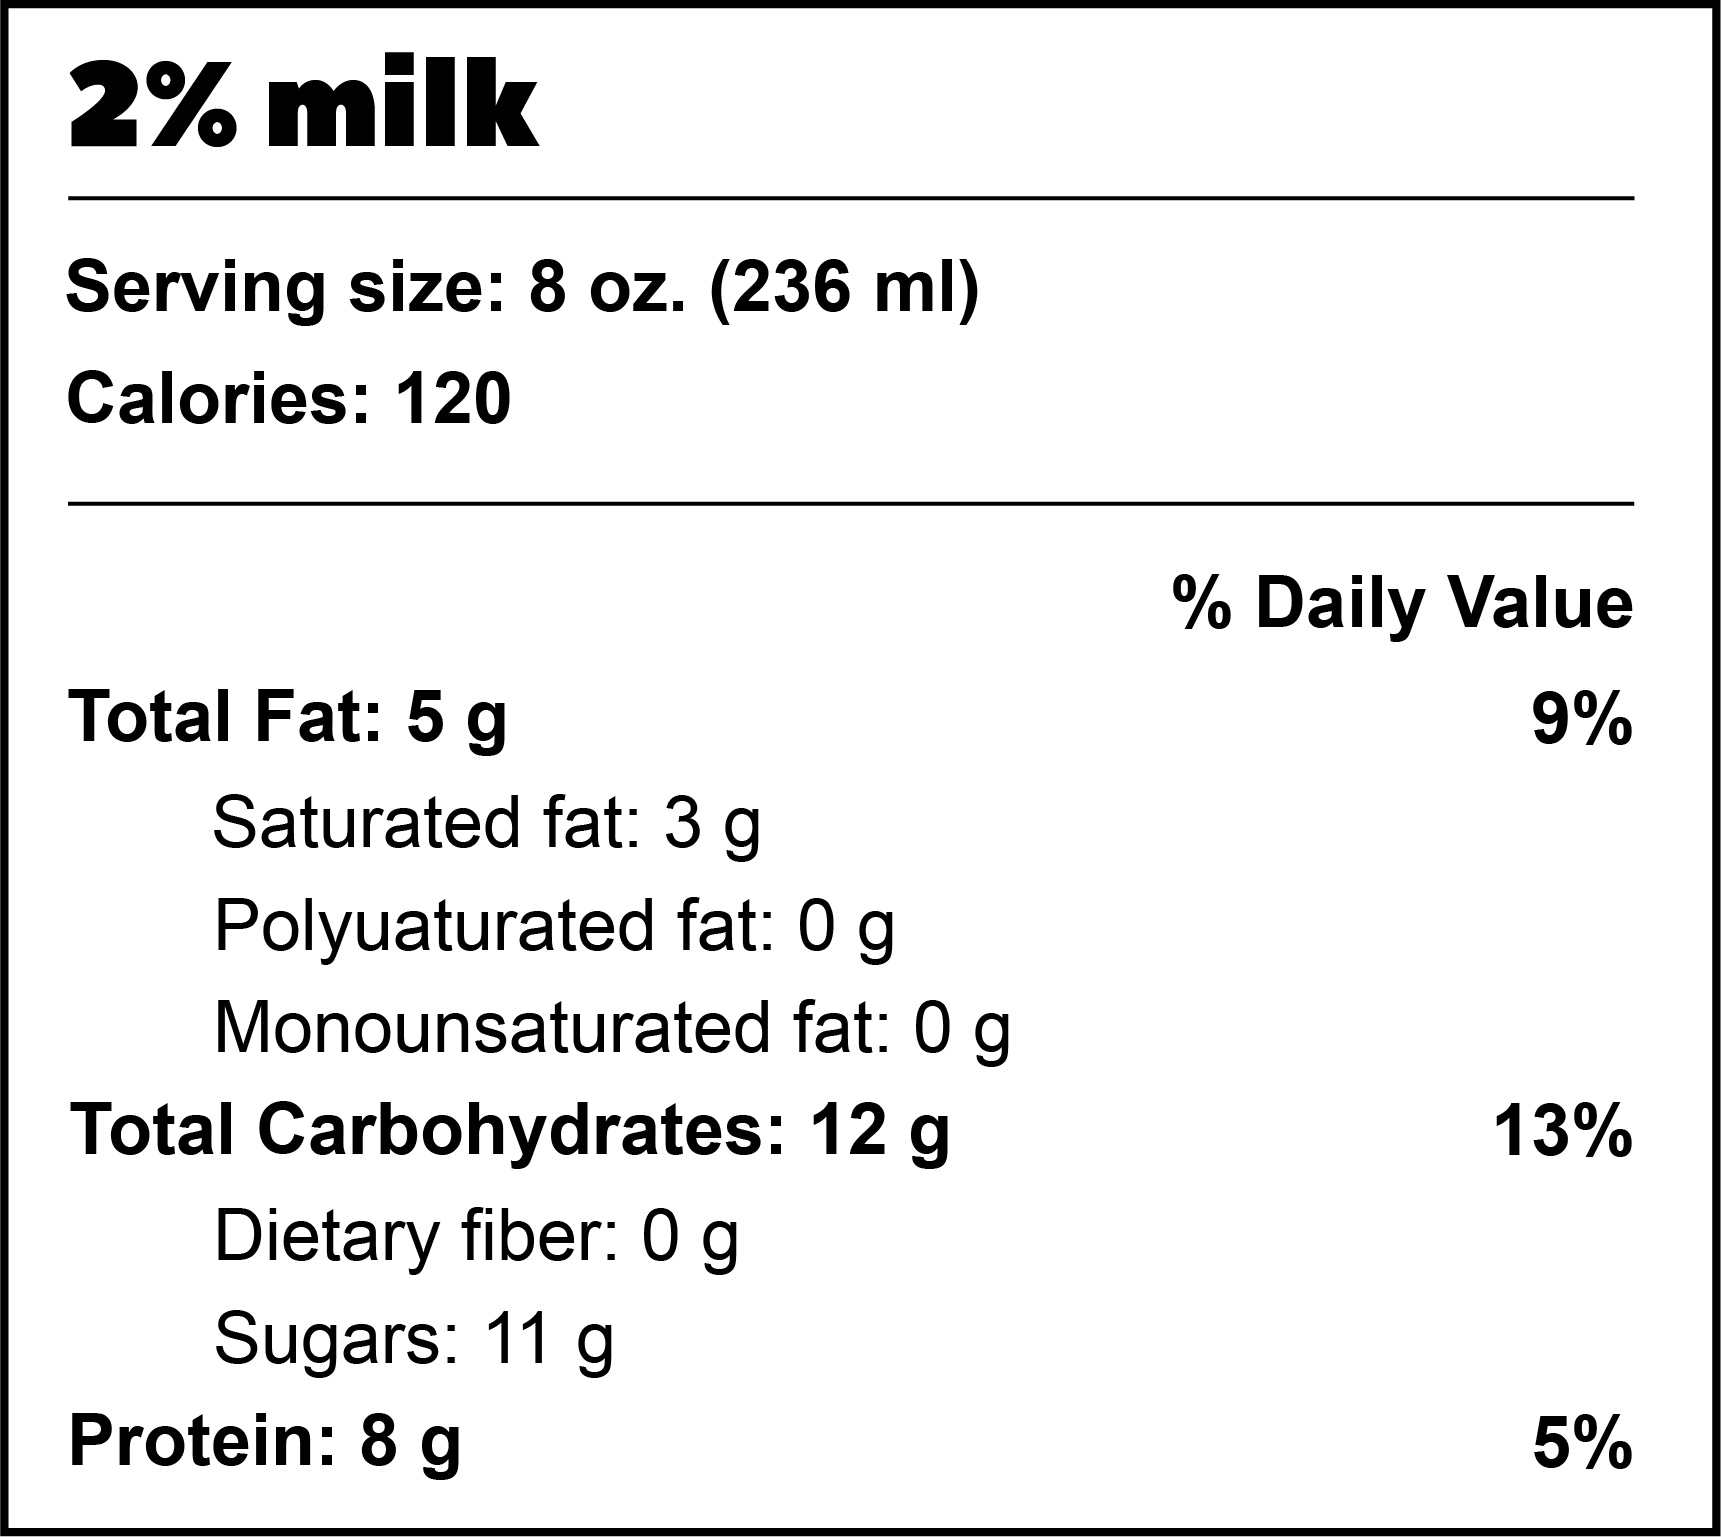 2% milk
Serving size: 8 oz. (236 ml)
Calories: 120
% Daily Value
Total Fat: 5 g 9%
Saturated fat: 3 g
Polyuaturated fat: 0 g
Monounsaturated fat: 0 g
Total Carbohydrates: 12 g 13%
Dietary fiber: 0 g
Sugars: 11 g
Protein: 8 g 5%